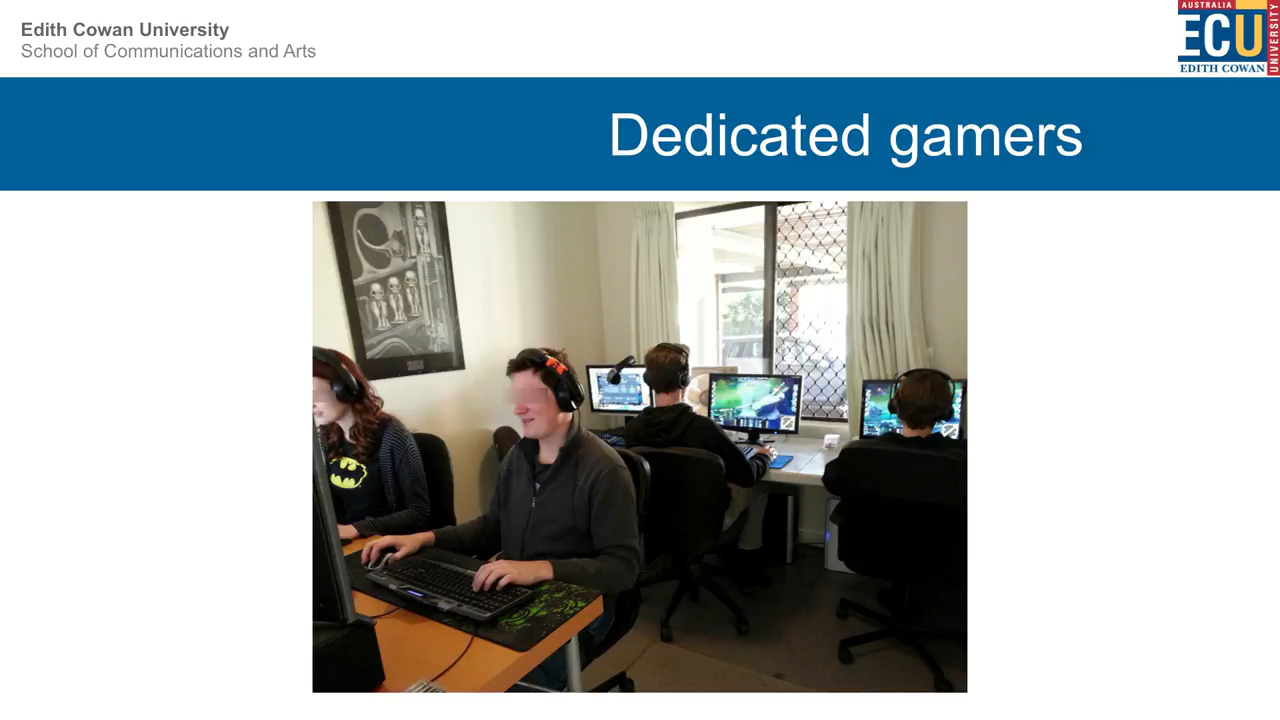 Edith Cowan University
School of Communications and Arts
AUSTRALIA
ECU
EDITH COWAN
UNIVERSITY
Dedicated gamers